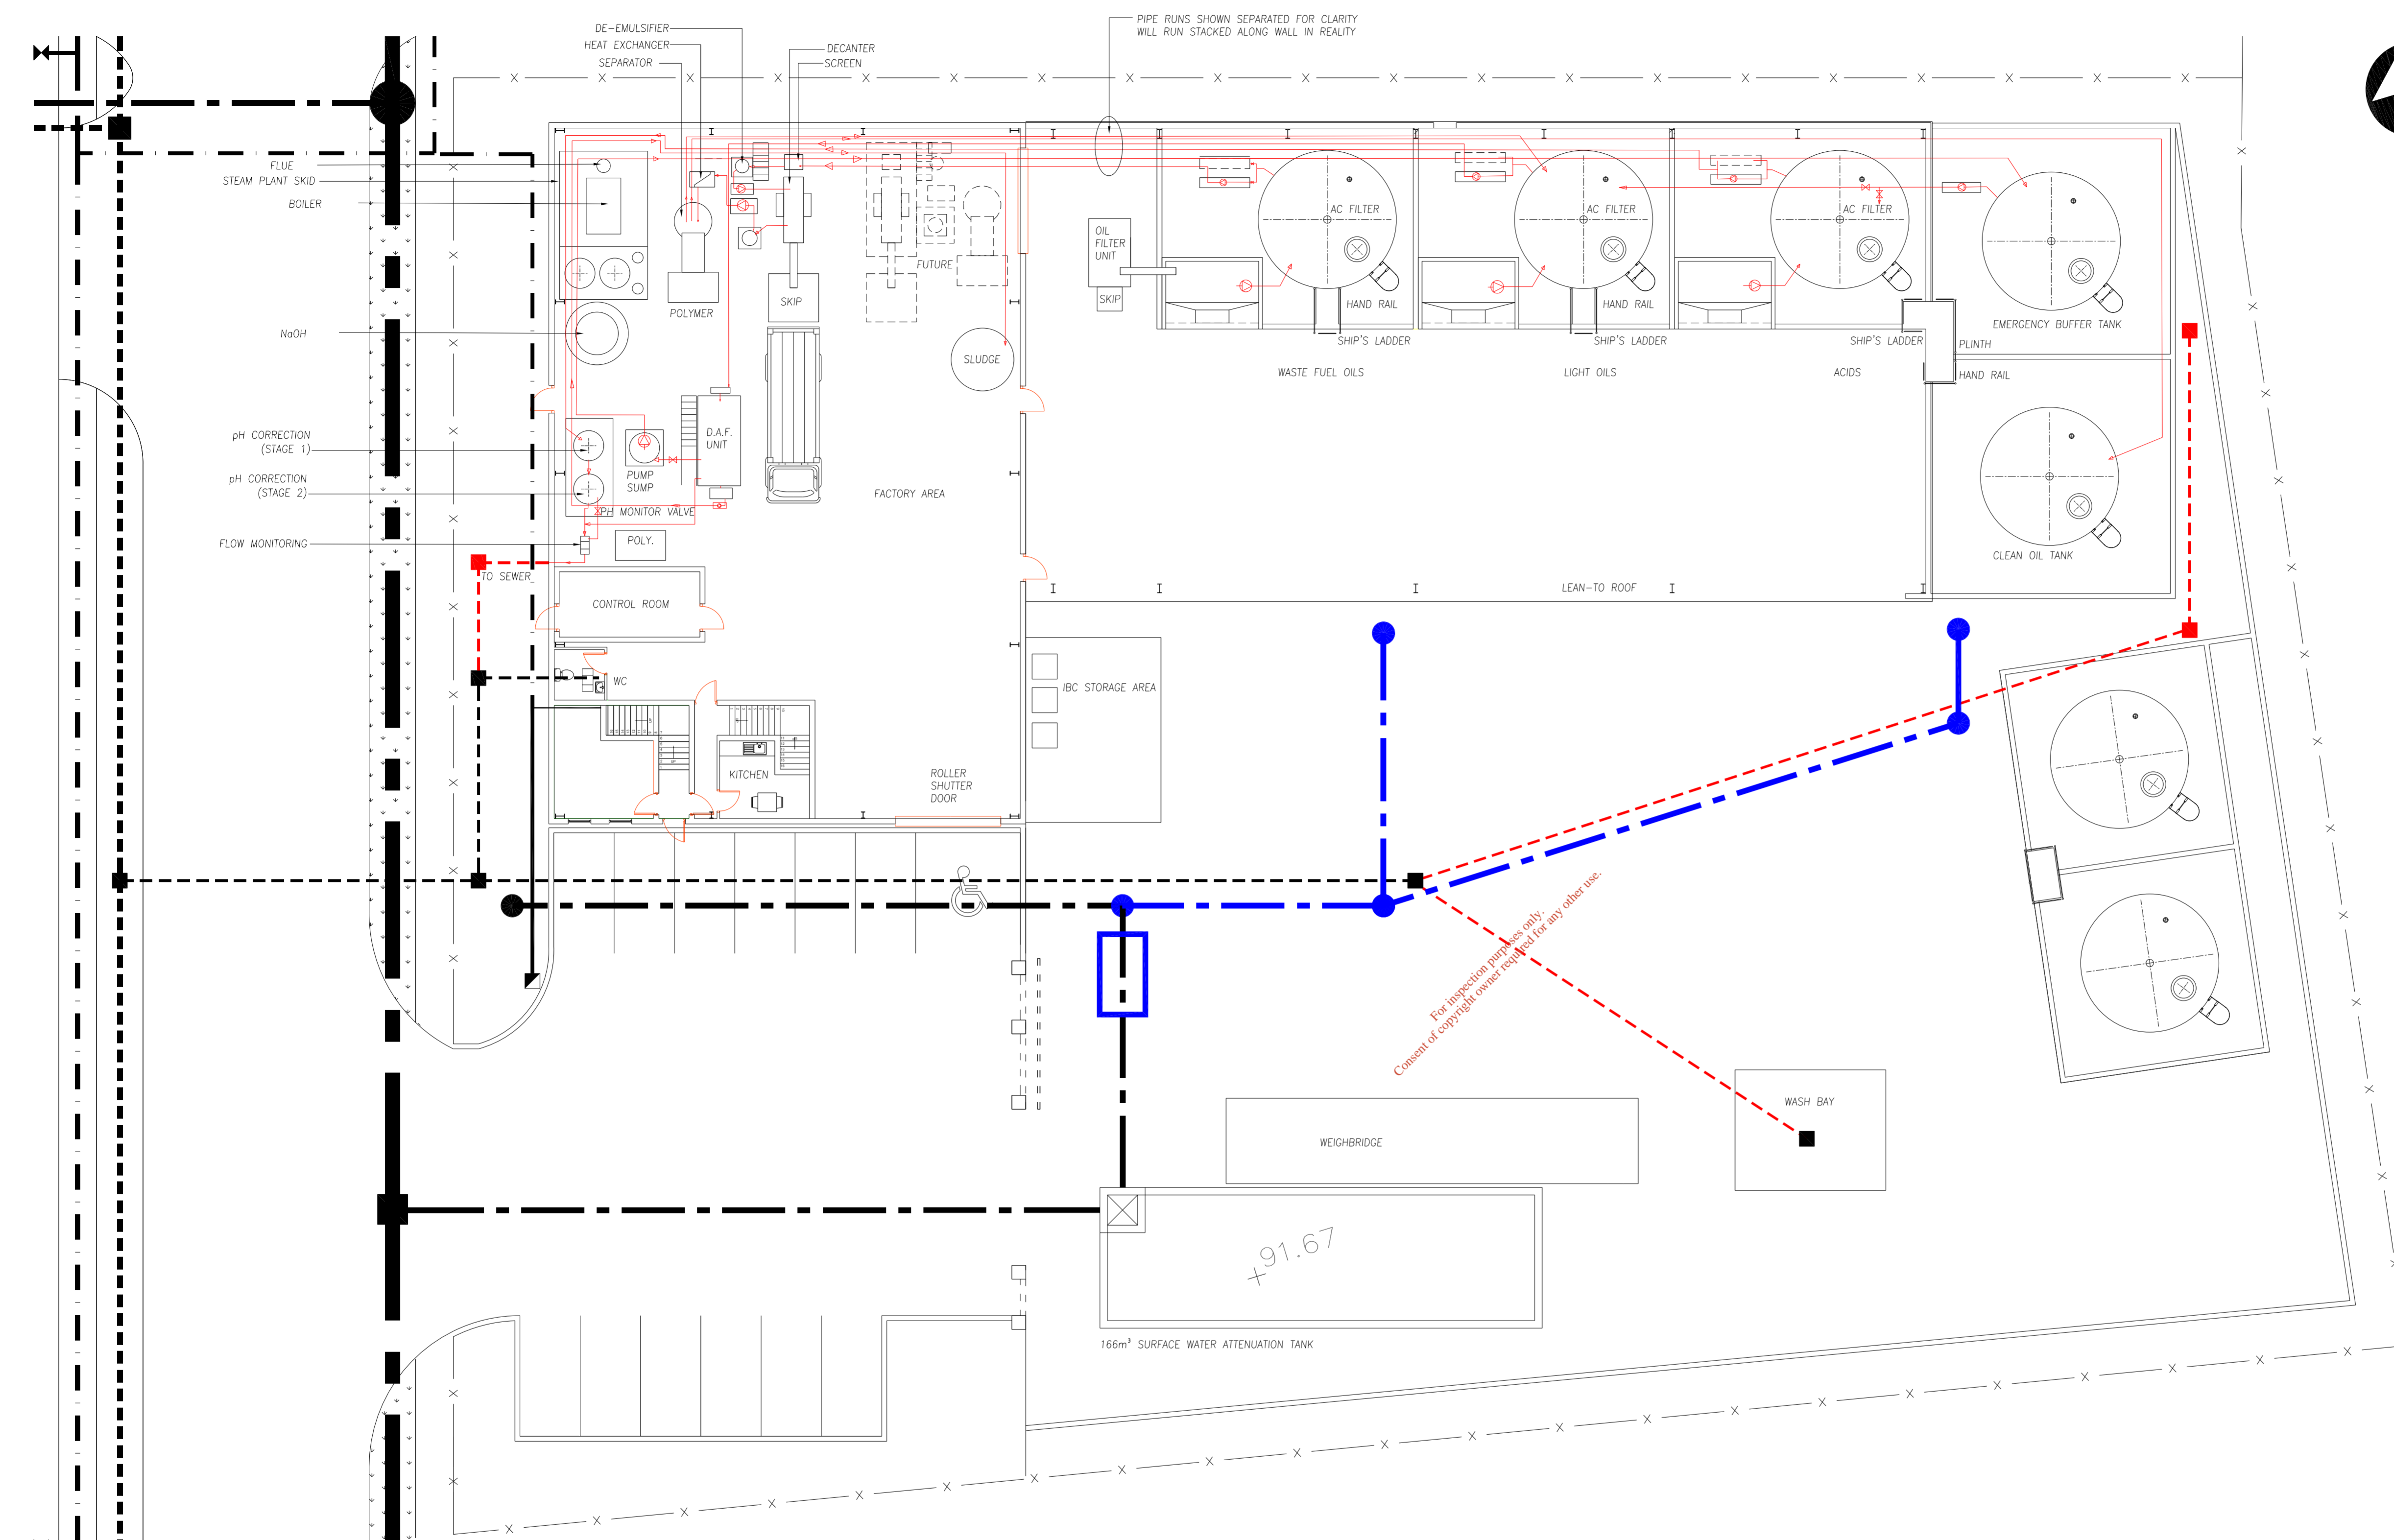 DE-EMULSIFIER
HEAT EXCHANGER
SEPARATOR
DECANTER
SCREEN
PIPE RUNS SHOWN SEPARATED FOR CLARITY
WILL RUN STACKED ALONG WALL IN REALITY
FLUE
STEAM PLANT SKID
BOILER
NaOH
pH CORRECTION
(STAGE 1)
pH CORRECTION
(STAGE 2)
FLOW MONITORING
TO SEWER
POLYMER
SKIP
FUTURE
SLUDGE
D.A.F.
UNIT
PUMP
SUMP
PH MONITOR VALVE
POLY.
FACTORY AREA
CONTROL ROOM
WC
KITCHEN
UP
ROLLER
SHUTTER
DOOR
OIL
FILTER
UNIT
SKIP
AC FILTER
AC FILTER
AC FILTER
HAND RAIL
HAND RAIL
SHIP'S LADDER
SHIP'S LADDER
SHIP'S LADDER
WASTE FUEL OILS
LIGHT OILS
ACIDS
EMERGENCY BUFFER TANK
PLINTH
HAND RAIL
CLEAN OIL TANK
LEAN-TO ROOF
IBC STORAGE AREA
For inspection purposes only.
Consent of copyright owner required for any other use.
WASH BAY
WEIGHBRIDGE
+91.67
166m³ SURFACE WATER ATTENUATION TANK